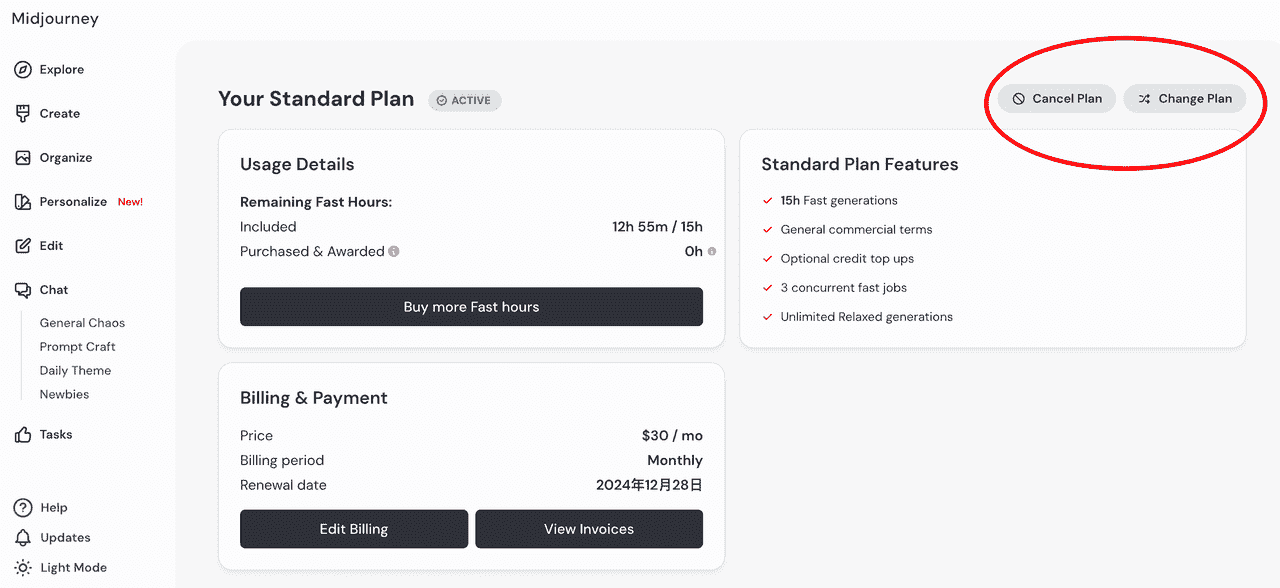 Midjourney
Explore
Create
Organize
Personalize New!
Edit
Chat
General Chaos
Prompt Craft
Daily Theme
Newbies
Tasks
Help
Updates
Light Mode
Your Standard Plan ACTIVE
Cancel Plan Change Plan
Usage Details
Remaining Fast Hours:
Included 12h 55m / 15h
Purchased & Awarded 0h
Buy more Fast hours
Standard Plan Features
15h Fast generations
General commercial terms
Optional credit top ups
3 concurrent fast jobs
Unlimited Relaxed generations
Billing & Payment
Price $30 / mo
Billing period Monthly
Renewal date 2024年12月28日
Edit Billing View Invoices